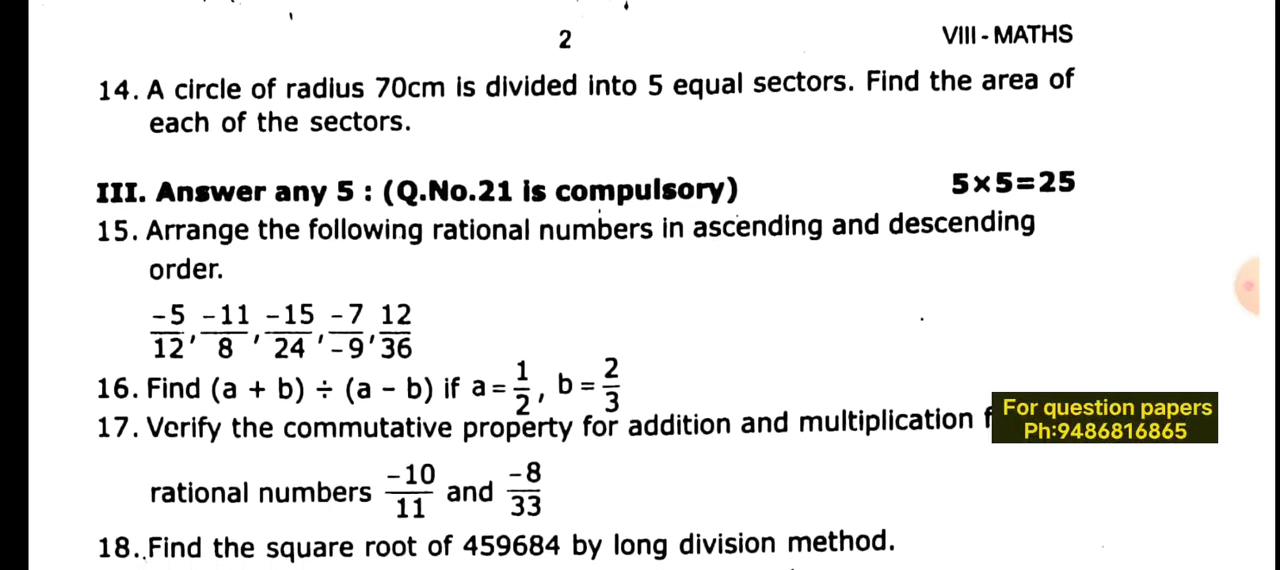 2
VIII - MATHS
14. A circle of radius 70cm is divided into 5 equal sectors. Find the area of
each of the sectors.
III. Answer any 5 : (Q.No.21 is compulsory) 5×5=25
15. Arrange the following rational numbers in ascending and descending
order.
-5/12, -11/8, -15/24, -7/-9, 12/36
16. Find (a + b) ÷ (a - b) if a = 1/2, b = 2/3
17. Verify the commutative property for addition and multiplication
rational numbers -10/11 and -8/33
18. Find the square root of 459684 by long division method.
For question papers
Ph:9486816865